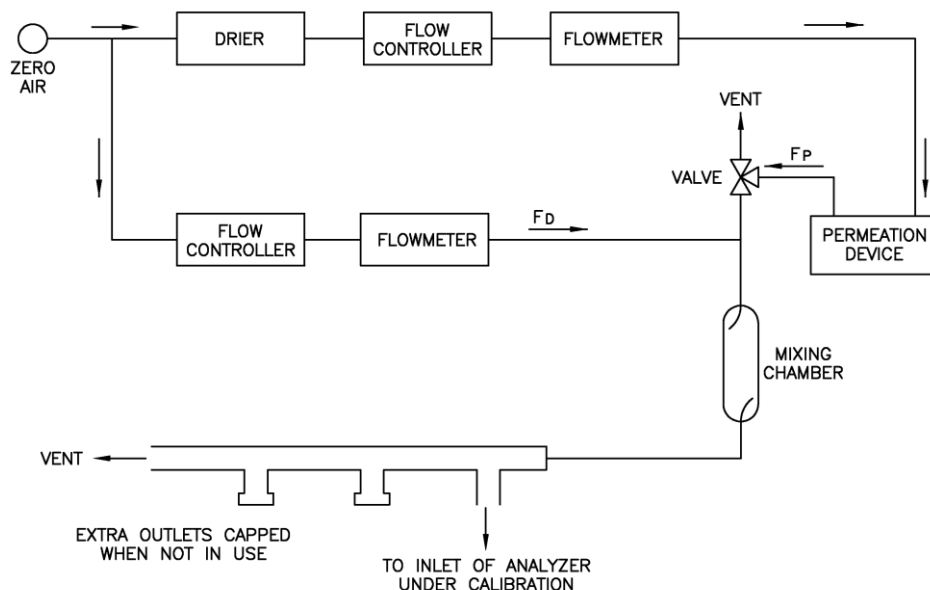 ZERO
AIR
DRIER
FLOW
CONTROLLER
FLOWMETER
VENT
VALVE
FP
PERMEATION
DEVICE
FLOW
CONTROLLER
FLOWMETER
FD
MIXING
CHAMBER
VENT
EXTRA OUTLETS CAPPED
WHEN NOT IN USE
TO INLET OF ANALYZER
UNDER CALIBRATION